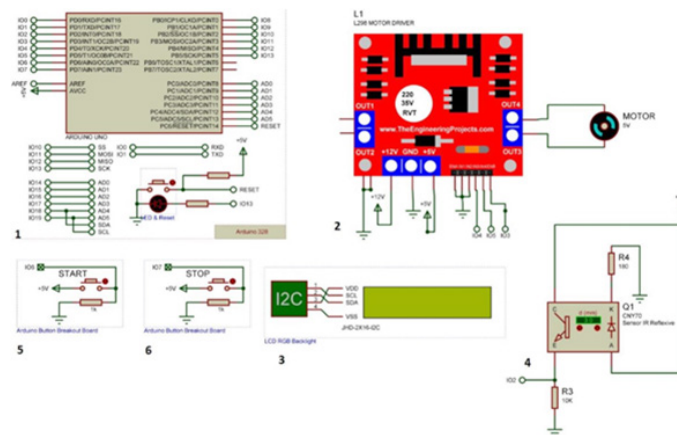 IO0 PD0/RXD/PCINT16 PB0/ICP1/CLKO/PCINT0 IO8
IO1 PD1/TXD/PCINT17 PB1/OC1A/PCINT1 IO9
IO2 PD2/INT0/PCINT18 PB2/SS/OC1B/PCINT2 IO10
IO3 PD3/INT1/OC2B/PCINT19 PB3/MOSI/OC2A/PCINT3 IO11
IO4 PD4/T0/XCK/PCINT20 PB4/MISO/PCINT4 IO12
IO5 PD5/T1/OC0B/PCINT21 PB5/SCK/PCINT5 IO13
IO6 PD6/AIN0/OC0A/PCINT22 PB6/TOSC1/XTAL1/PCINT6
IO7 PD7/AIN1/PCINT23 PB7/TOSC2/XTAL2/PCINT7
PC0/ADC0/PCINT8 AD0
AREF AREF PC1/ADC1/PCINT9 AD1
+5V AVCC PC2/ADC2/PCINT10 AD2
PC3/ADC3/PCINT11 AD3
PC4/ADC4/SDA/PCINT12 AD4
PC5/ADC5/SCL/PCINT13 AD5
PC6/RESET/PCINT14 RESET
ARDUINO UNO
IO10 SS IO0 RXD
IO11 MOSI IO1 TXD
IO12 MISO
IO13 SCK
+5V
IO14 AD0
IO15 AD1
IO16 AD2
IO17 AD3
IO18 AD4
IO19 AD5
SDA
SCL
RESET
IO13
LED & Reset
Arduino 328
1
L1
L298 MOTOR DRIVER
OUT1
220
35V
RVT
OUT4
www.TheEngineeringProjects.com
OUT2
+12V GND +5V
OUT3
+12V
+5V
IO4
IO5
IO3
2
MOTOR
5V
IO6
START
+5V
1k
Arduino Button Breakout Board
5
IO7
STOP
+5V
1k
Arduino Button Breakout Board
6
I2C
VDD
SCL
SDA
VSS
JHD-2X16-I2C
LCD RGB Backlight
3
R4
180
Q1
CNY70
Sensor IR Reflexive
C
K
E
A
4
IO2
R3
10K